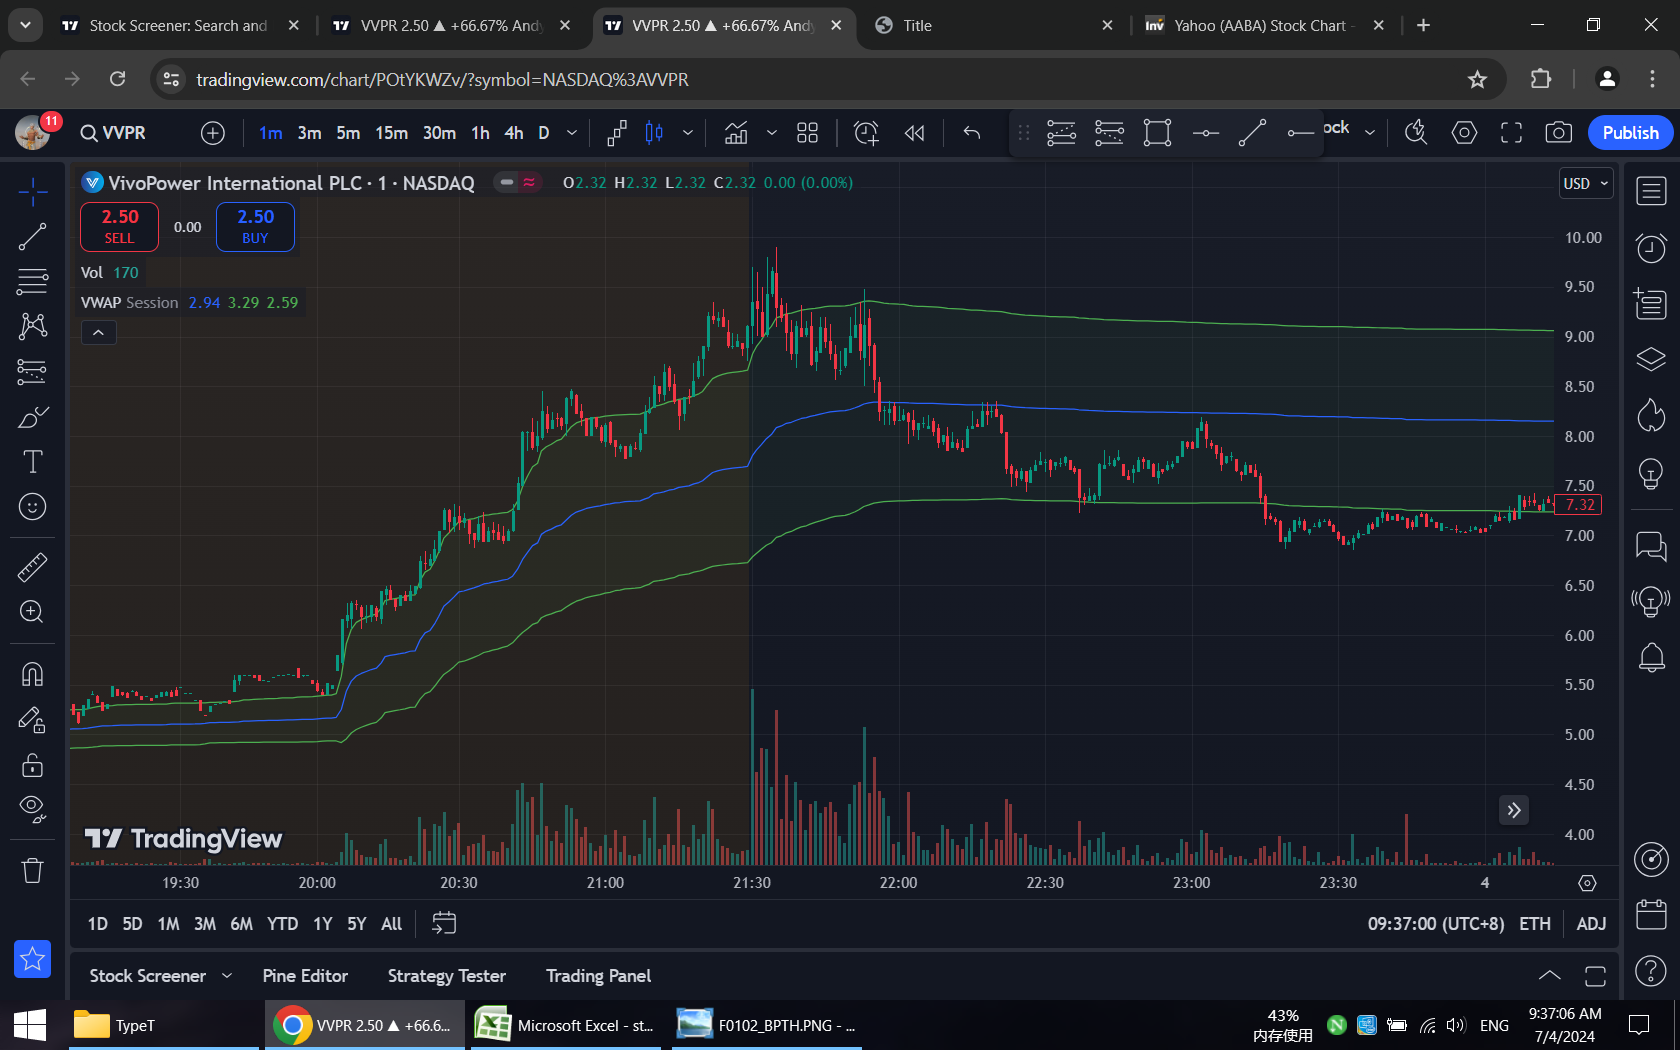 Stock Screener: Search and
VVPR 2.50 ▲ +66.67% Andy
VVPR 2.50 ▲ +66.67% Andy
Title
Inv
Yahoo (AABA) Stock Chart -
tradingview.com/chart/POtYKWZv/?symbol=NASDAQ%3AVVPR
11
VVPR
1m 3m 5m 15m 30m 1h 4h D
ock
Publish
VivoPower International PLC · 1 · NASDAQ
O2.32 H2.32 L2.32 C2.32 0.00 (0.00%)
USD
2.50
SELL
0.00
2.50
BUY
Vol 170
VWAP Session 2.94 3.29 2.59
10.00
9.50
9.00
8.50
8.00
7.50
7.32
7.00
6.50
6.00
5.50
5.00
4.50
4.00
TradingView
19:30 20:00 20:30 21:00 21:30 22:00 22:30 23:00 23:30 4
1D 5D 1M 3M 6M YTD 1Y 5Y All
09:37:00 (UTC+8) ETH ADJ
Stock Screener Pine Editor Strategy Tester Trading Panel
TypeT
VVPR 2.50 ▲ +66.6...
Microsoft Excel - st...
F0102_BPTH.PNG - ...
43%
内存使用
N
ENG
9:37:06 AM
7/4/2024